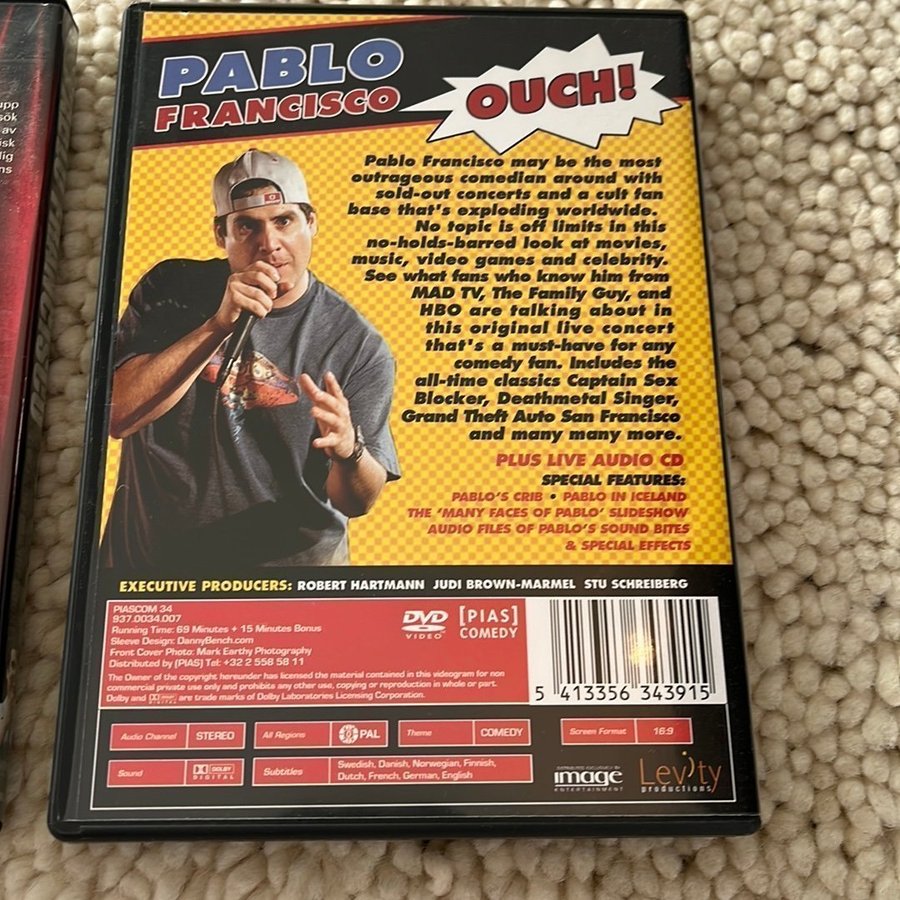 upp
sök
av
isk
lig
ns
PABLO
FRANCISCO
OUCH!
Pablo Francisco may be the most
outrageous comedian around with
sold-out concerts and a cult fan
base that's exploding worldwide.
No topic is off limits in this
no-holds-barred look at movies,
music, video games and celebrity.
See what fans who know him from
MAD TV, The Family Guy, and
HBO are talking about in
this original live concert
that's a must-have for any
comedy fan. Includes the
all-time classics Captain Sex
Blocker, Deathmetal Singer,
Grand Theft Auto San Francisco
and many many more.
PLUS LIVE AUDIO CD
SPECIAL FEATURES:
PABLO'S CRIB • PABLO IN ICELAND
THE 'MANY FACES OF PABLO' SLIDESHOW
AUDIO FILES OF PABLO'S SOUND BITES
& SPECIAL EFFECTS
EXECUTIVE PRODUCERS: ROBERT HARTMANN JUDI BROWN-MARMEL STU SCHREIBERG
PIASCOM 34
937.0034.007
Running Time: 69 Minutes + 15 Minutes Bonus
Sleeve Design: DannyBench.com
Front Cover Photo: Mark Earthy Photography
Distributed by [PIAS] Tel: +32 2 558 58 11
The Owner of the copyright hereunder has licensed the material contained in this videogram for non
commercial private use only and prohibits any other use, copying or reproduction in whole or part.
Dolby and DOLBY DIGITAL are trade marks of Dolby Laboratories Licensing Corporation.
DVD
VIDEO
[PIAS]
COMEDY
5 413356 343915
Audio Channel STEREO
All Regions PAL
Theme COMEDY
Screen Format 16:9
Sound DOLBY DIGITAL
Subtitles Swedish, Danish, Norwegian, Finnish,
Dutch, French, German, English
DISTRIBUTED EXCLUSIVELY BY
image
ENTERTAINMENT
Levity
productions